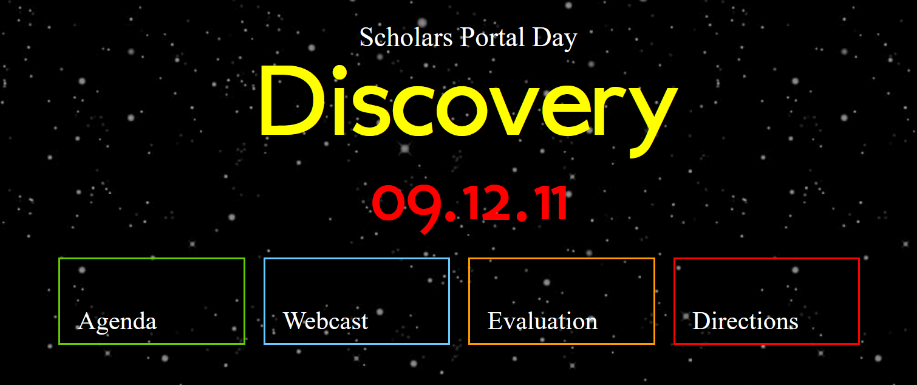 Scholars Portal Day
Discovery
09.12.11
Agenda
Webcast
Evaluation
Directions